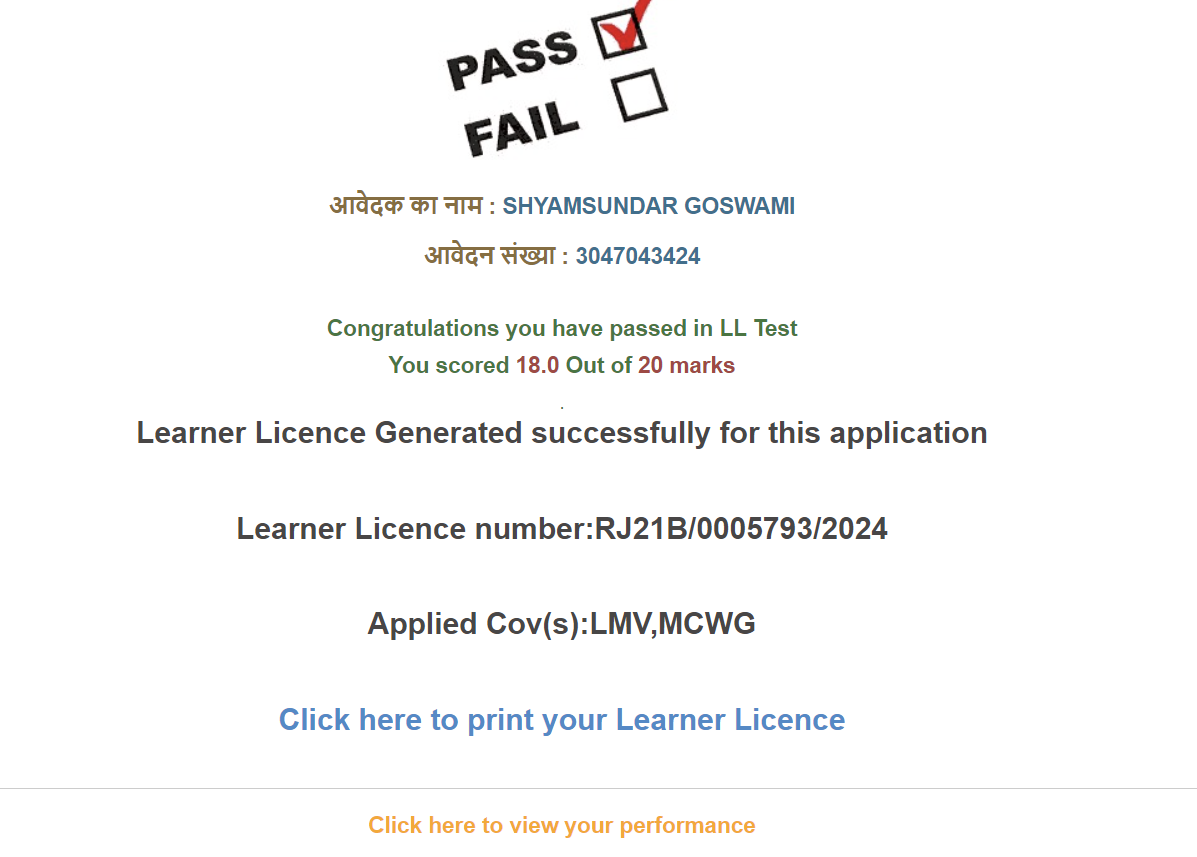 PASS
FAIL
आवेदक का नाम : SHYAMSUNDAR GOSWAMI
आवेदन संख्या : 3047043424
Congratulations you have passed in LL Test
You scored 18.0 Out of 20 marks
.
Learner Licence Generated successfully for this application
Learner Licence number:RJ21B/0005793/2024
Applied Cov(s):LMV,MCWG
Click here to print your Learner Licence
Click here to view your performance